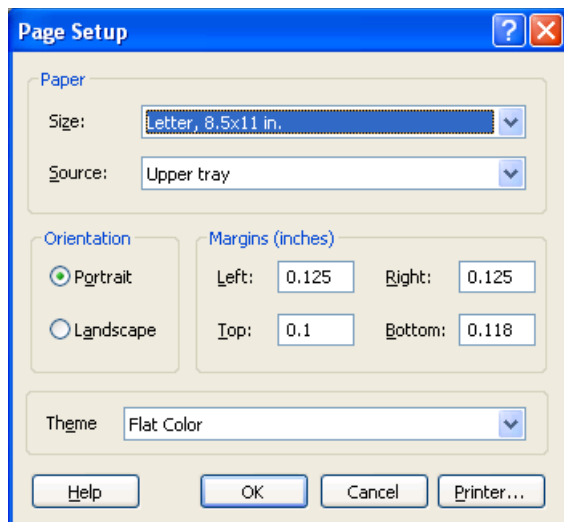 Page Setup
Paper
Size: Letter, 8.5x11 in.
Source: Upper tray
Orientation
Portrait
Landscape
Margins (inches)
Left: 0.125 Right: 0.125
Top: 0.1 Bottom: 0.118
Theme Flat Color
Help OK Cancel Printer...